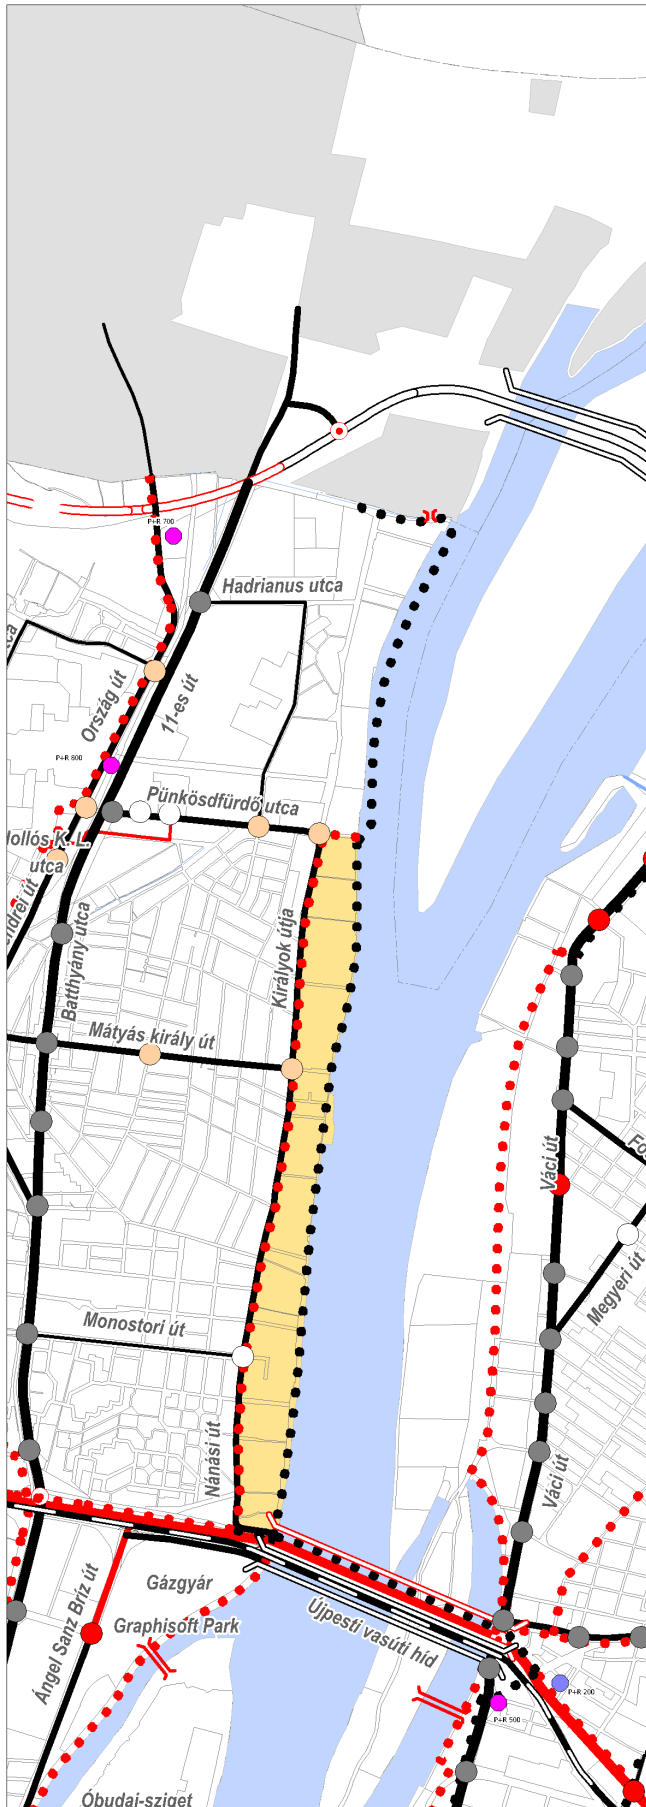 P+R 700
Hadrianus utca
Ország út
11-es út
P+R 800
Pünkösdfürdő utca
utca
Batthyány utca
Királyok útja
Mátyás király út
Váci út
Megyeri út
Monostori út
Nánási út
Váci út
Gázgyár
Graphisoft Park
Ángel Sanz Briz út
Újpesti vasúti híd
P+R 200
P+R 500
Óbudai-sziget